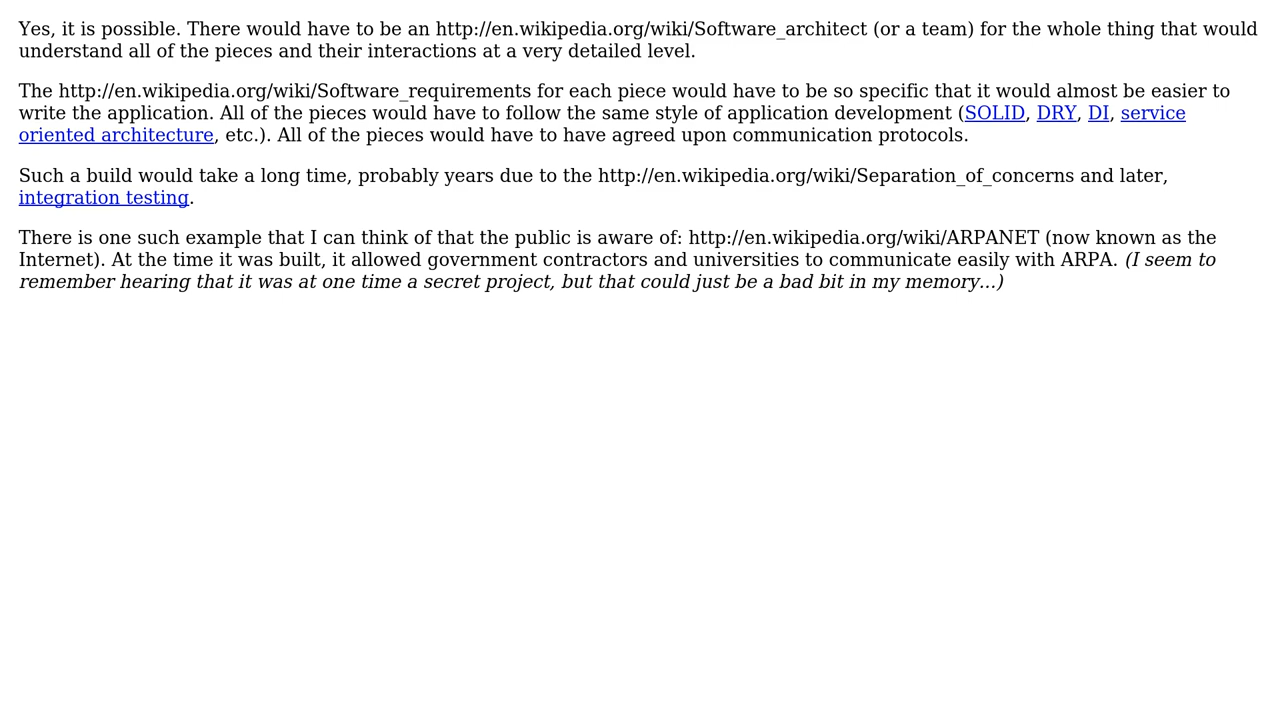 Yes, it is possible. There would have to be an http://en.wikipedia.org/wiki/Software_architect (or a team) for the whole thing that would
understand all of the pieces and their interactions at a very detailed level.
The http://en.wikipedia.org/wiki/Software_requirements for each piece would have to be so specific that it would almost be easier to
write the application. All of the pieces would have to follow the same style of application development (SOLID, DRY, DI, service
oriented architecture, etc.). All of the pieces would have to have agreed upon communication protocols.
Such a build would take a long time, probably years due to the http://en.wikipedia.org/wiki/Separation_of_concerns and later,
integration testing.
There is one such example that I can think of that the public is aware of: http://en.wikipedia.org/wiki/ARPANET (now known as the
Internet). At the time it was built, it allowed government contractors and universities to communicate easily with ARPA. (I seem to
remember hearing that it was at one time a secret project, but that could just be a bad bit in my memory...)